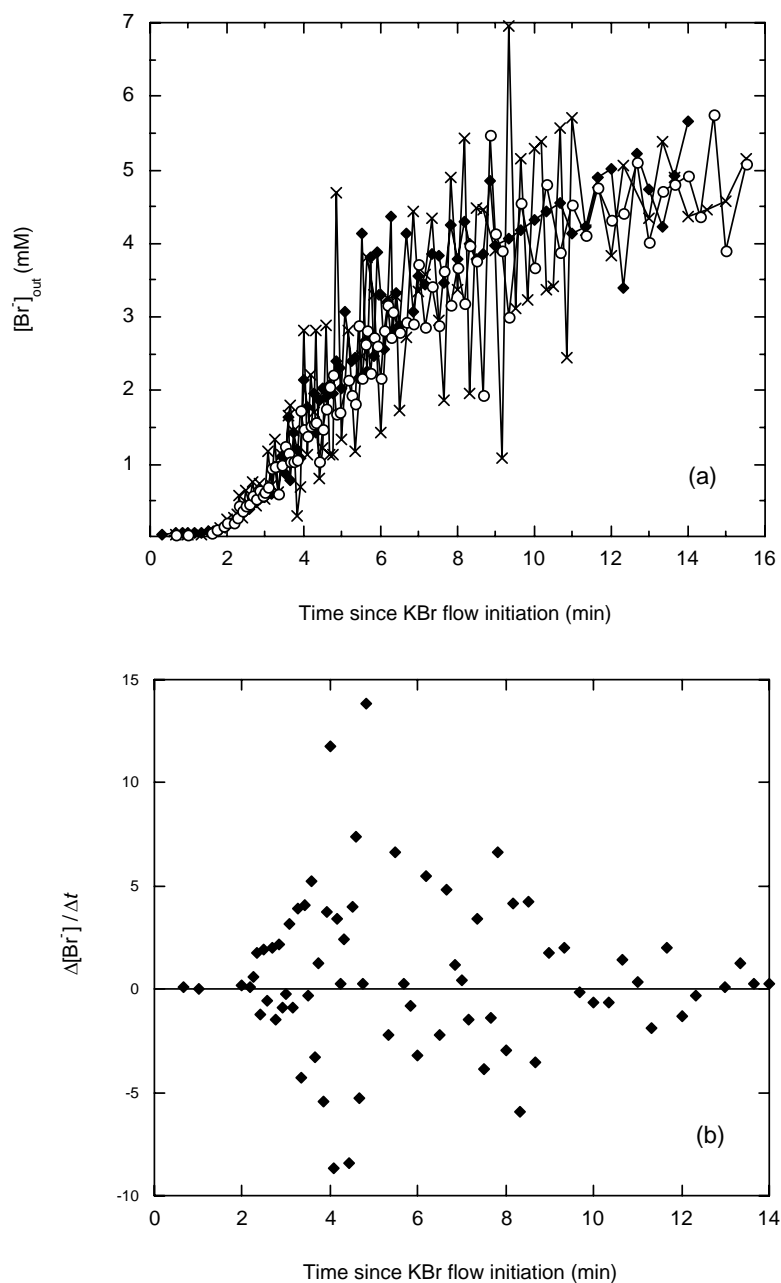 7
6
5
4
3
2
1
[Br-]out (mM)
(a)
0 2 4 6 8 10 12 14 16
Time since KBr flow initiation (min)
15
10
5
0
-5
-10
Δ[Br-] / Δt
(b)
0 2 4 6 8 10 12 14
Time since KBr flow initiation (min)